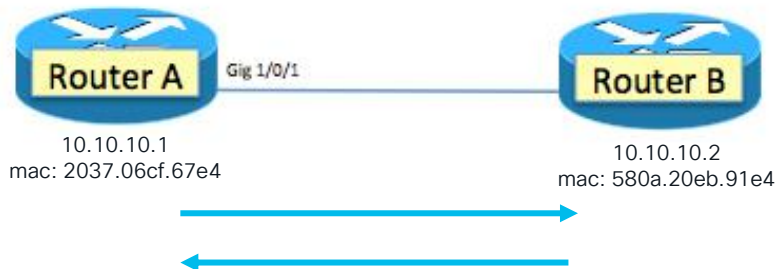 Router A
Gig 1/0/1
Router B
10.10.10.1
mac: 2037.06cf.67e4
10.10.10.2
mac: 580a.20eb.91e4